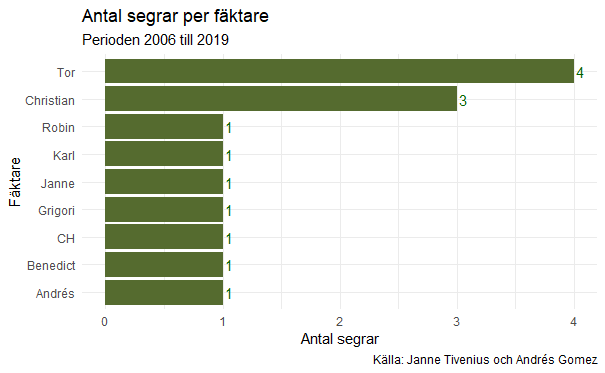 Antal segrar per fäktare
Perioden 2006 till 2019
Fäktare
Tor 4
Christian 3
Robin 1
Karl 1
Janne 1
Grigori 1
CH 1
Benedict 1
Andrés 1
0 1 2 3 4
Antal segrar
Källa: Janne Tivenius och Andrés Gomez